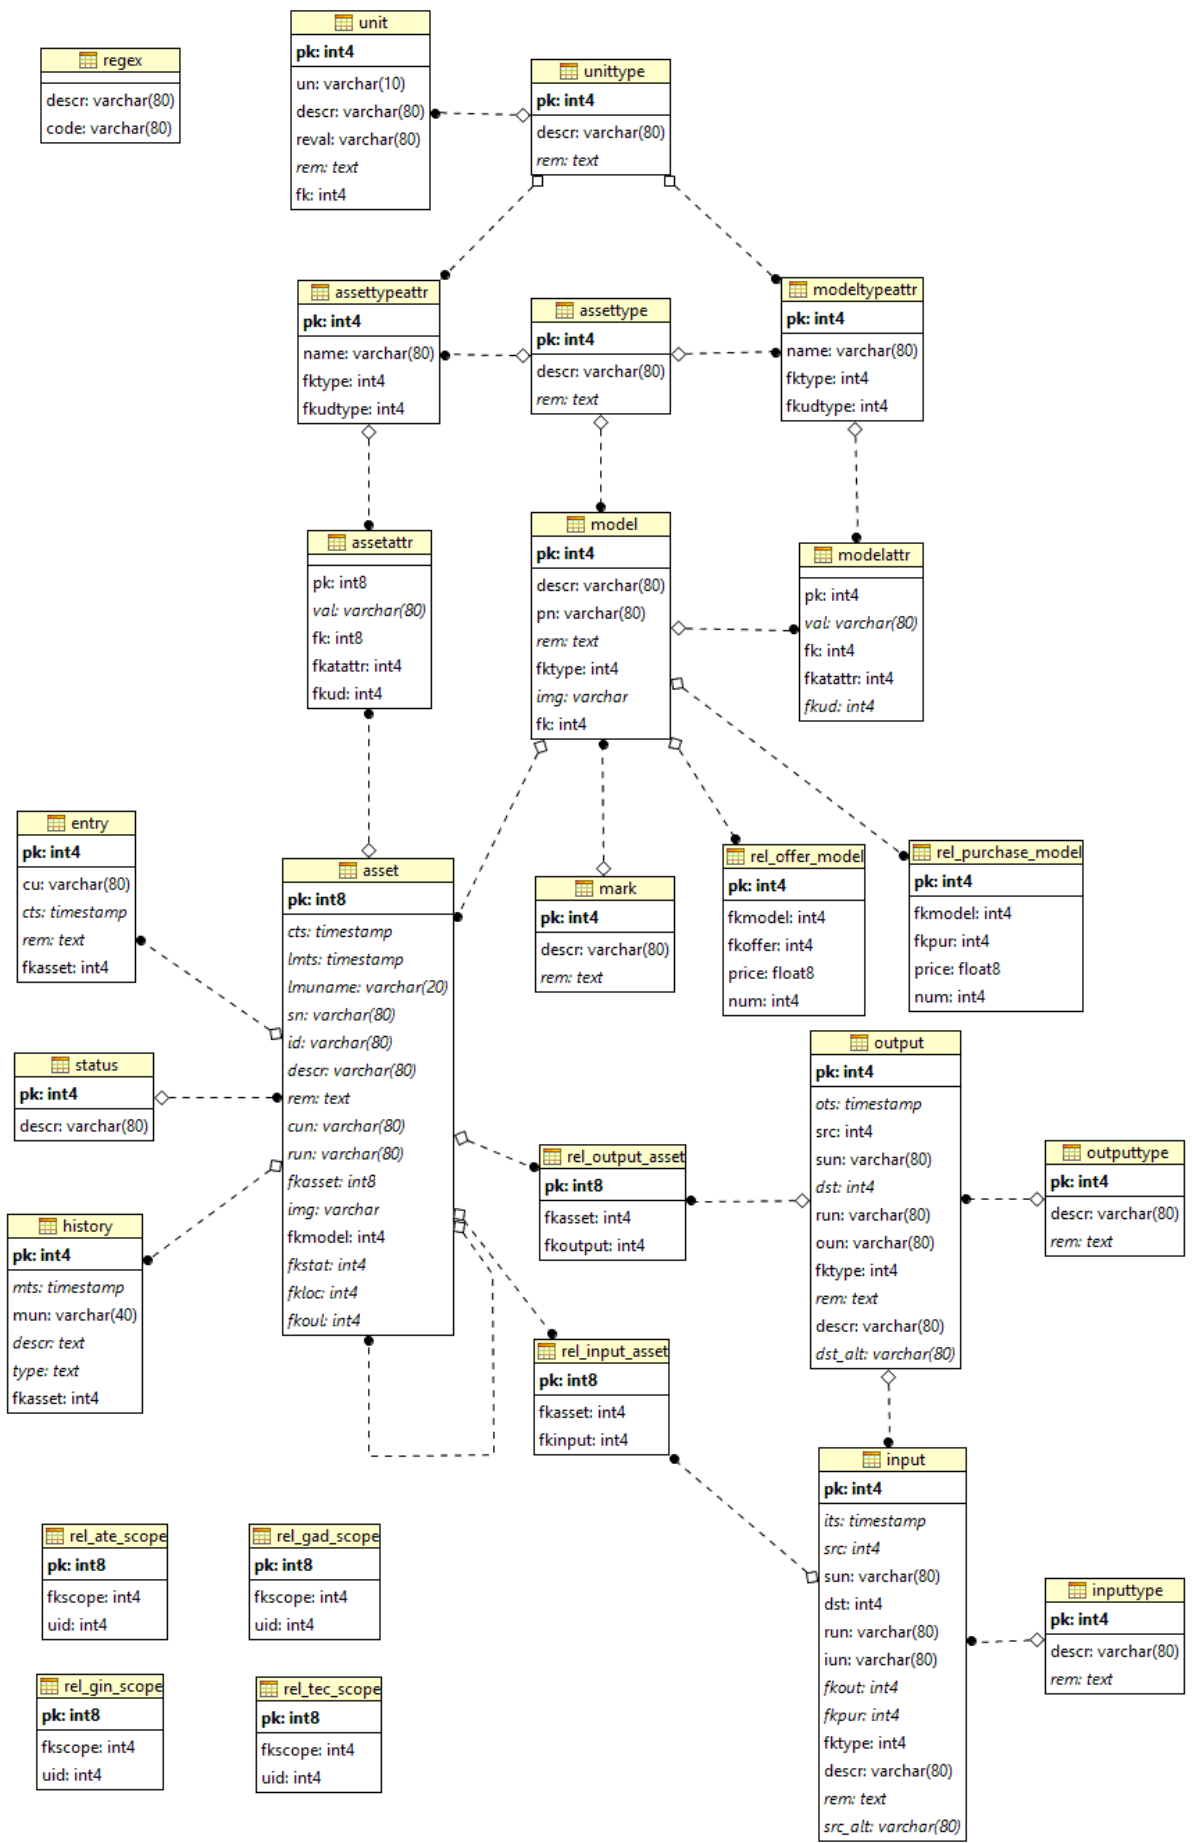 regex
descr: varchar(80)
code: varchar(80)
unit
pk: int4
un: varchar(10)
descr: varchar(80)
reval: varchar(80)
rem: text
fk: int4
unittype
pk: int4
descr: varchar(80)
rem: text
assettypeattr
pk: int4
name: varchar(80)
fktype: int4
fkudtype: int4
assettype
pk: int4
descr: varchar(80)
rem: text
modeltypeattr
pk: int4
name: varchar(80)
fktype: int4
fkudtype: int4
assetattr
pk: int8
val: varchar(80)
fk: int8
fkatattr: int4
fkud: int4
model
pk: int4
descr: varchar(80)
pn: varchar(80)
rem: text
fktype: int4
img: varchar
fk: int4
modelattr
pk: int4
val: varchar(80)
fk: int4
fkatattr: int4
fkud: int4
entry
pk: int4
cu: varchar(80)
cts: timestamp
rem: text
fkasset: int4
asset
pk: int8
cts: timestamp
lmts: timestamp
lmuname: varchar(20)
sn: varchar(80)
id: varchar(80)
descr: varchar(80)
rem: text
cun: varchar(80)
run: varchar(80)
fkasset: int8
img: varchar
fkmodel: int4
fkstat: int4
fkloc: int4
fkoul: int4
mark
pk: int4
descr: varchar(80)
rem: text
rel_offer_model
pk: int4
fkmodel: int4
fkoffer: int4
price: float8
num: int4
rel_purchase_model
pk: int4
fkmodel: int4
fkpur: int4
price: float8
num: int4
status
pk: int4
descr: varchar(80)
history
pk: int4
mts: timestamp
mun: varchar(40)
descr: text
type: text
fkasset: int4
rel_output_asset
pk: int8
fkasset: int4
fkoutput: int4
output
pk: int4
ots: timestamp
src: int4
sun: varchar(80)
dst: int4
run: varchar(80)
oun: varchar(80)
fktype: int4
rem: text
descr: varchar(80)
dst_alt: varchar(80)
outputtype
pk: int4
descr: varchar(80)
rem: text
rel_input_asset
pk: int8
fkasset: int4
fkinput: int4
input
pk: int4
its: timestamp
src: int4
sun: varchar(80)
dst: int4
run: varchar(80)
iun: varchar(80)
fkout: int4
fkpur: int4
fktype: int4
descr: varchar(80)
rem: text
src_alt: varchar(80)
inputtype
pk: int4
descr: varchar(80)
rem: text
rel_ate_scope
pk: int8
fkscope: int4
uid: int4
rel_gad_scope
pk: int8
fkscope: int4
uid: int4
rel_gin_scope
pk: int8
fkscope: int4
uid: int4
rel_tec_scope
pk: int8
fkscope: int4
uid: int4